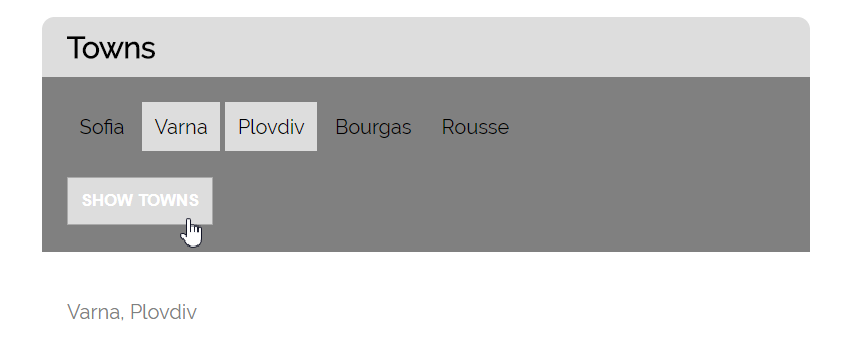 Towns
Sofia Varna Plovdiv Bourgas Rousse
SHOW TOWNS
Varna, Plovdiv